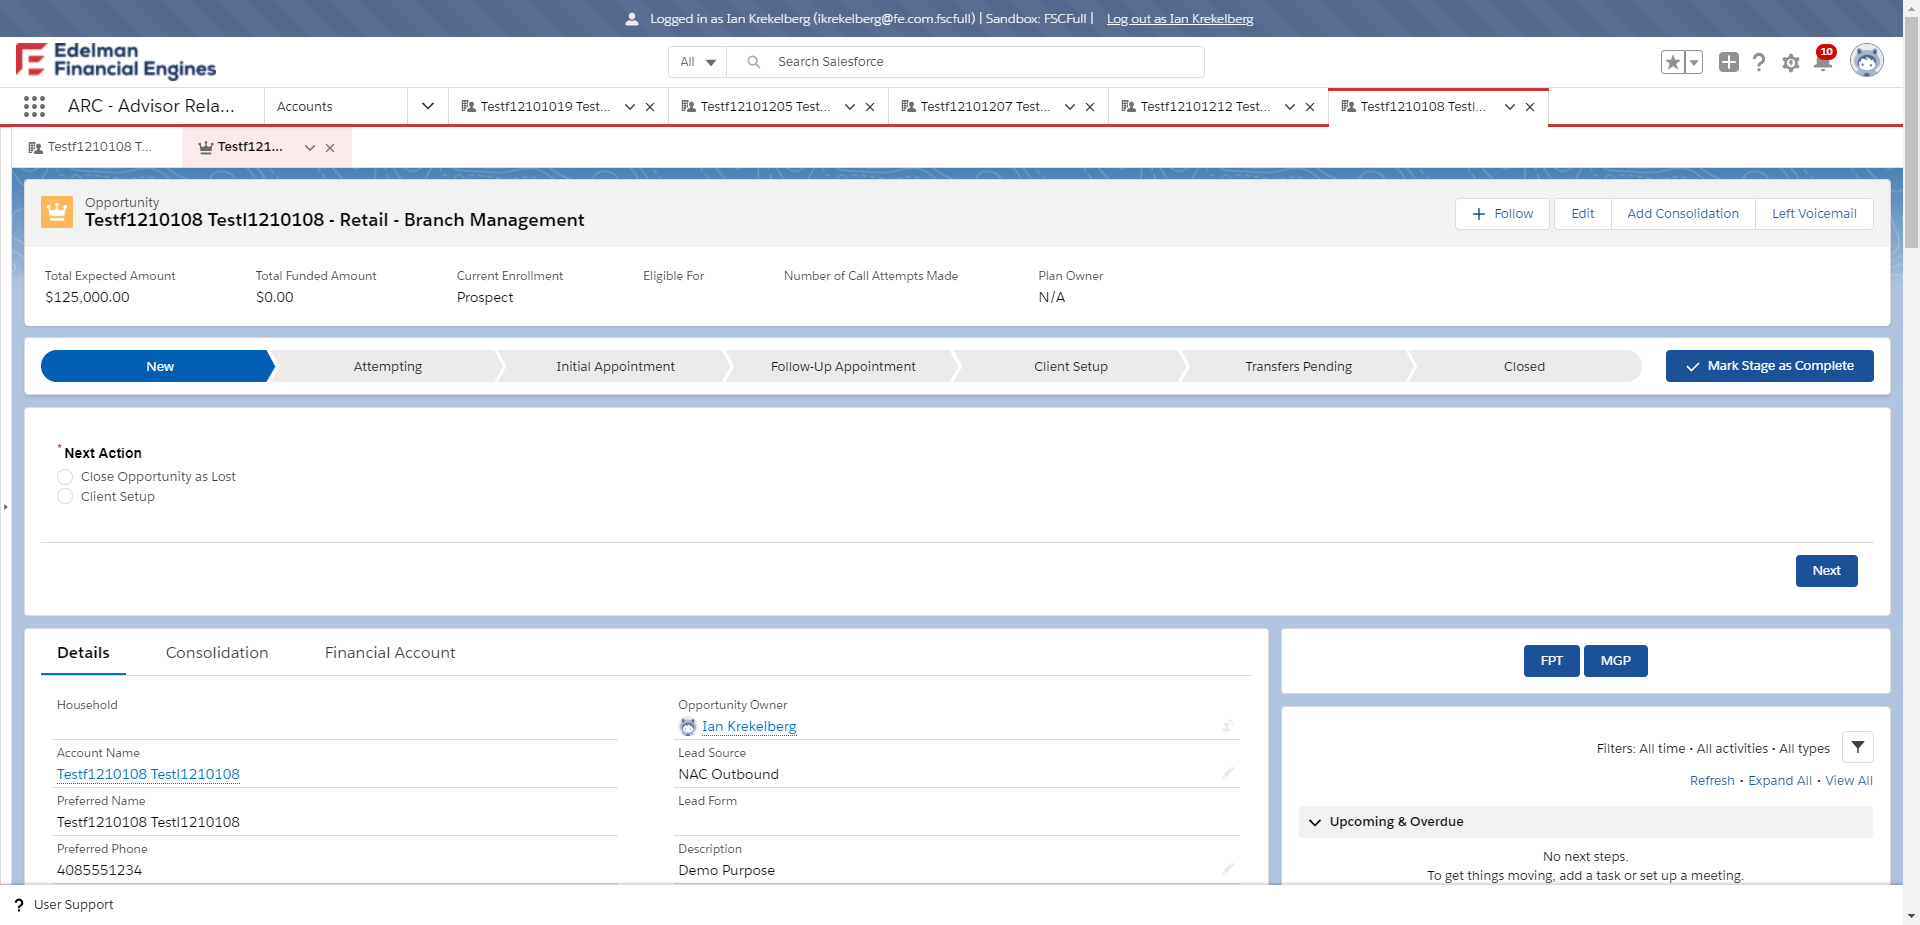 Logged in as Ian Krekelberg (ikrekelberg@fe.com.fscfull) | Sandbox: FSCFull | Log out as Ian Krekelberg
Edelman
Financial Engines
All
Search Salesforce
10
ARC - Advisor Rela...
Accounts
Testf12101019 Test...
Testf12101205 Test...
Testf12101207 Test...
Testf12101212 Test...
Testf1210108 Testl...
Testf1210108 T...
Testf121...
Opportunity
Testf1210108 Testl1210108 - Retail - Branch Management
Follow
Edit
Add Consolidation
Left Voicemail
Total Expected Amount
$125,000.00
Total Funded Amount
$0.00
Current Enrollment
Prospect
Eligible For
Number of Call Attempts Made
Plan Owner
N/A
New
Attempting
Initial Appointment
Follow-Up Appointment
Client Setup
Transfers Pending
Closed
Mark Stage as Complete
*Next Action
Close Opportunity as Lost
Client Setup
Next
Details
Consolidation
Financial Account
Household
Account Name
Testf1210108 Testl1210108
Preferred Name
Testf1210108 Testl1210108
Preferred Phone
4085551234
Opportunity Owner
Ian Krekelberg
Lead Source
NAC Outbound
Lead Form
Description
Demo Purpose
FPT
MGP
Filters: All time • All activities • All types
Refresh • Expand All • View All
Upcoming & Overdue
No next steps.
To get things moving, add a task or set up a meeting.
? User Support